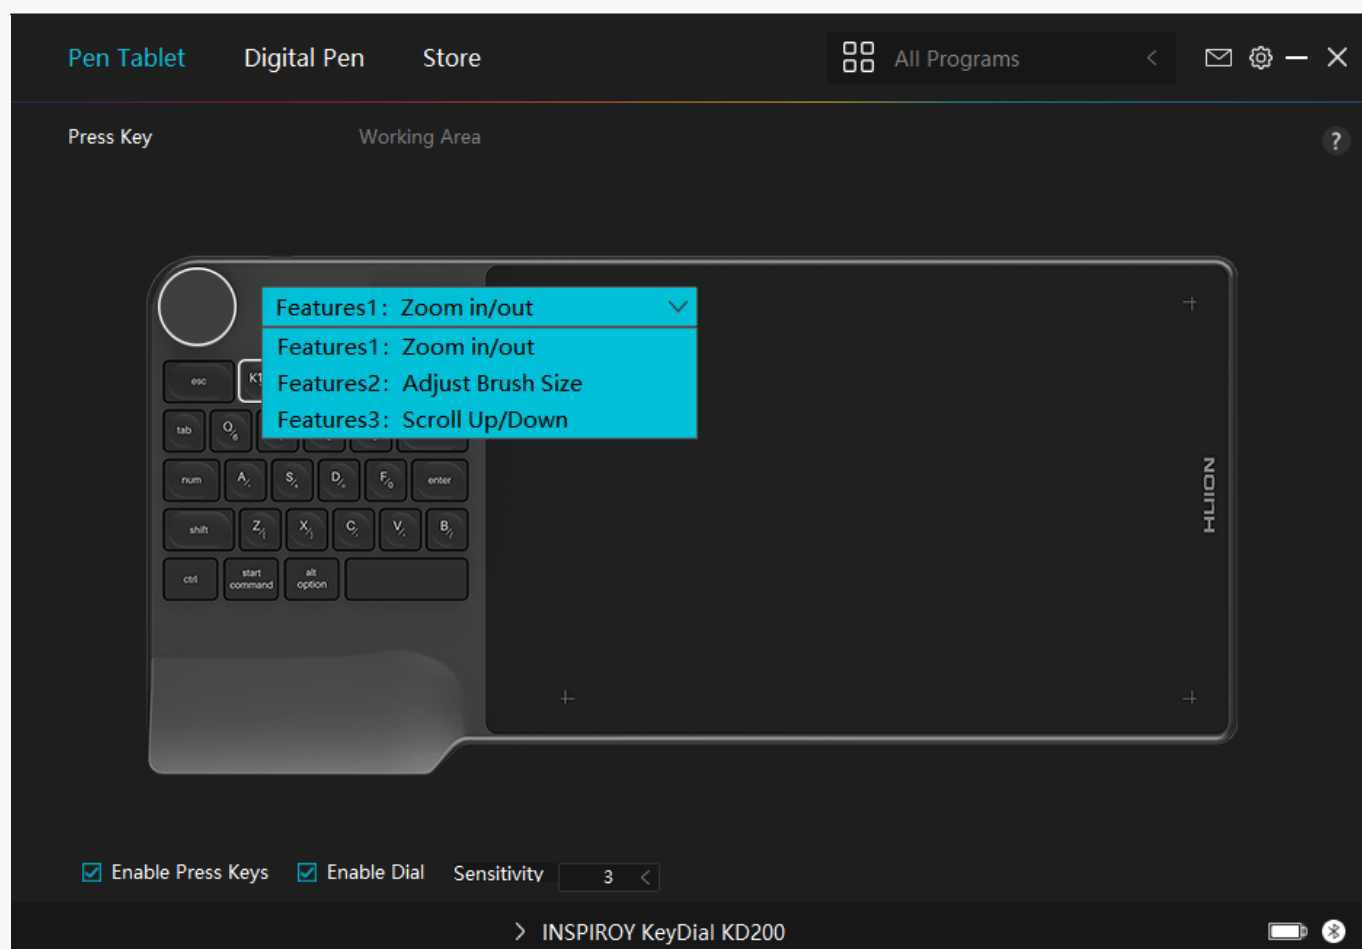 Pen Tablet Digital Pen Store All Programs
Press Key Working Area ?
Features1: Zoom in/out
Features1: Zoom in/out
Features2: Adjust Brush Size
Features3: Scroll Up/Down
esc K1
tab Q/6
num A/ S/ D/ F/0 enter
shift Z/[ X/] C/ V/ B/
ctrl start command alt option
HUION
Enable Press Keys Enable Dial Sensitivity 3
INSPIROY KeyDial KD200